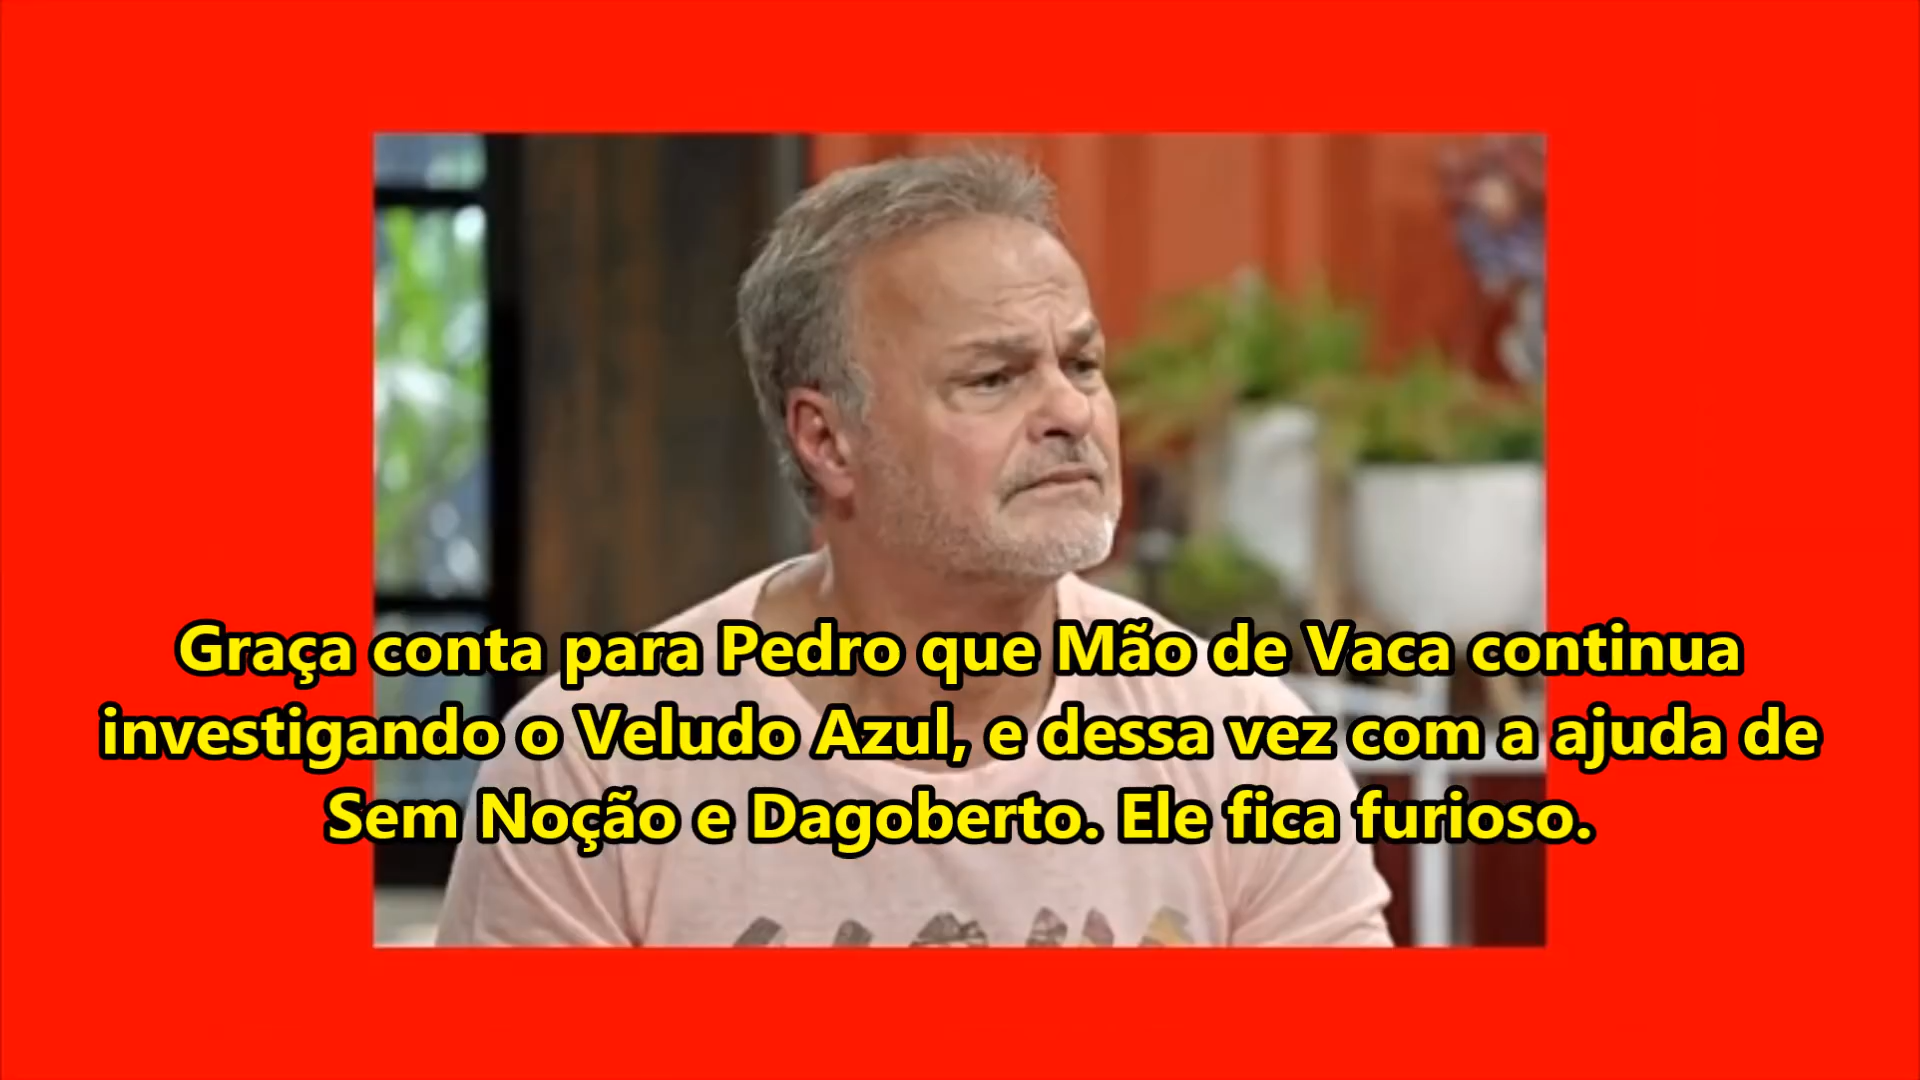 Graça conta para Pedro que Mão de Vaca continua
investigando o Veludo Azul, e dessa vez com a ajuda de
Sem Noção e Dagoberto. Ele fica furioso.